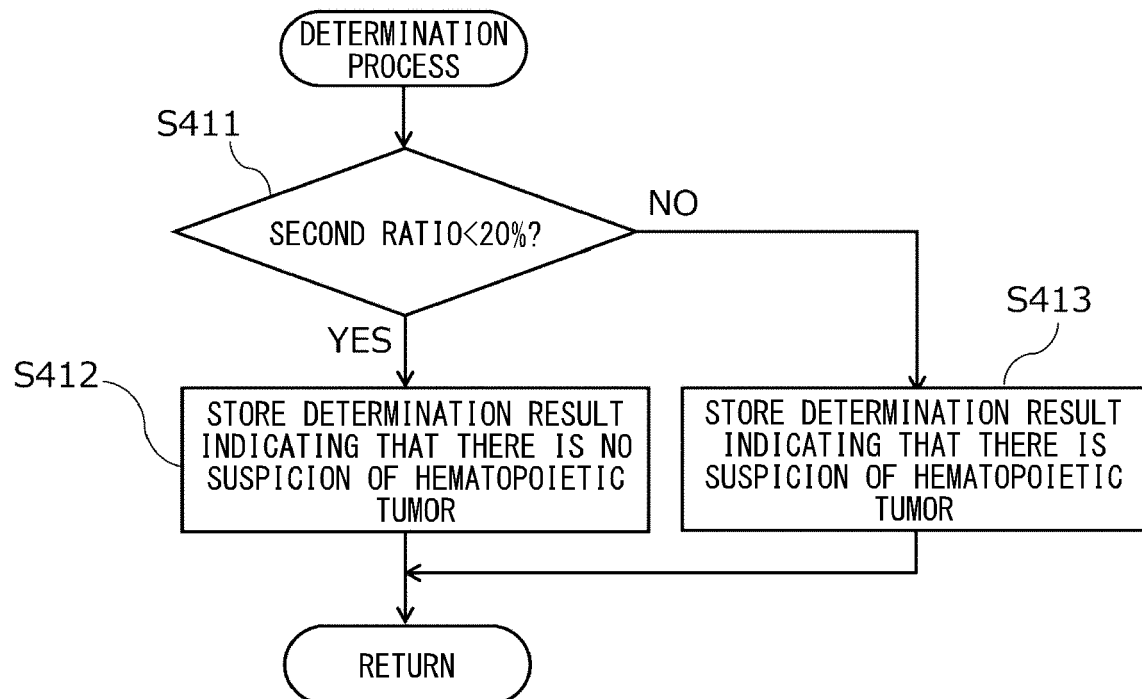 DETERMINATION
PROCESS
S411
SECOND RATIO<20%?
NO
YES
S412
STORE DETERMINATION RESULT
INDICATING THAT THERE IS NO
SUSPICION OF HEMATOPOIETIC
TUMOR
S413
STORE DETERMINATION RESULT
INDICATING THAT THERE IS
SUSPICION OF HEMATOPOIETIC
TUMOR
RETURN